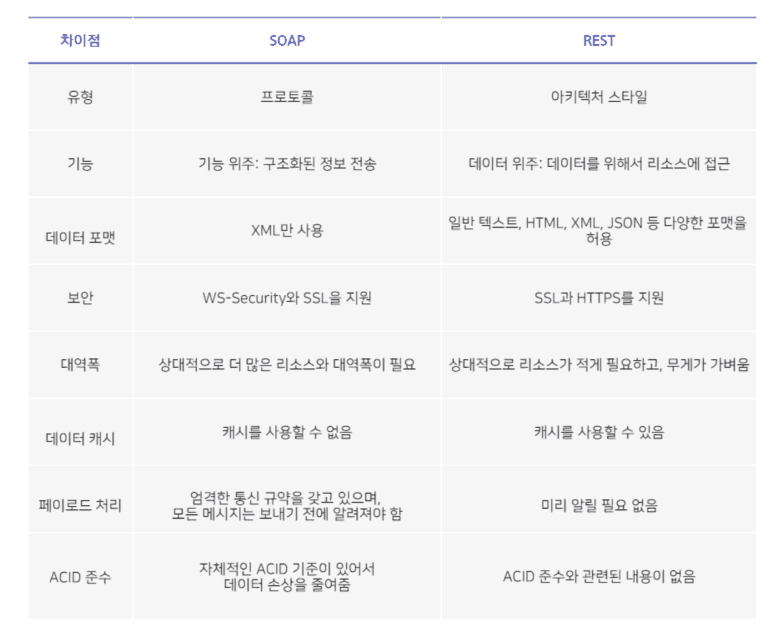 차이점 SOAP REST
유형 프로토콜 아키텍처 스타일
기능 기능 위주: 구조화된 정보 전송 데이터 위주: 데이터를 위해서 리소스에 접근
데이터 포맷 XML만 사용 일반 텍스트, HTML, XML, JSON 등 다양한 포맷을
허용
보안 WS-Security와 SSL을 지원 SSL과 HTTPS를 지원
대역폭 상대적으로 더 많은 리소스와 대역폭이 필요 상대적으로 리소스가 적게 필요하고, 무게가 가벼움
데이터 캐시 캐시를 사용할 수 없음 캐시를 사용할 수 있음
페이로드 처리 엄격한 통신 규약을 갖고 있으며,
모든 메시지는 보내기 전에 알려져야 함 미리 알릴 필요 없음
ACID 준수 자체적인 ACID 기준이 있어서
데이터 손상을 줄여줌 ACID 준수와 관련된 내용이 없음